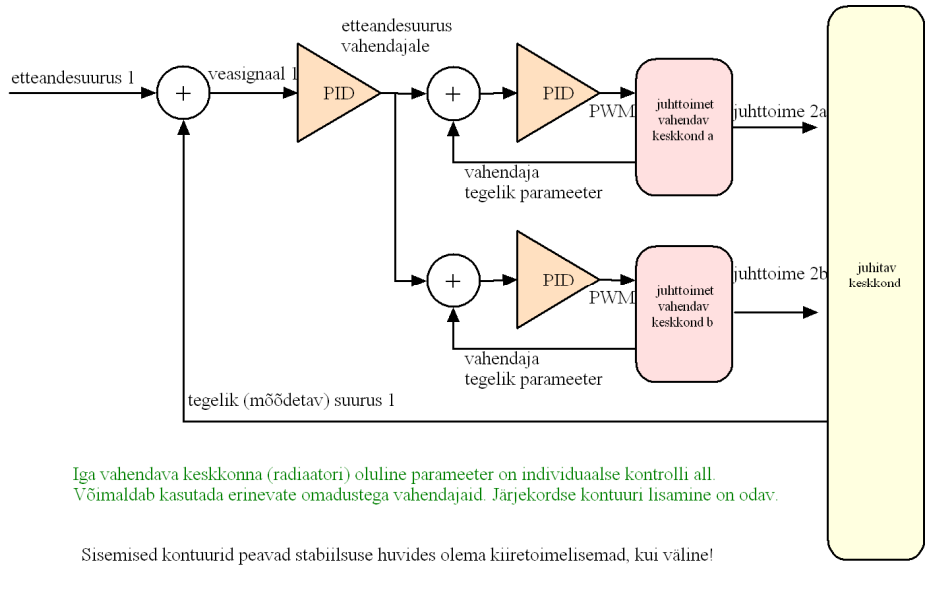 etteandesuurus
vahendajale
etteandesuurus 1
+
veasignaal 1
PID
+
PID
PWM
juhttoimet
vahendav
keskkond a
juhttoime 2a
vahendaja
tegelik parameeter
+
PID
PWM
juhttoimet
vahendav
keskkond b
juhttoime 2b
juhitav
keskkond
vahendaja
tegelik parameeter
tegelik (mõõdetav) suurus 1
Iga vahendava keskkonna (radiaatori) oluline parameeter on individuaalse kontrolli all.
Võimaldab kasutada erinevate omadustega vahendajaid. Järjekordse kontuuri lisamine on odav.
Sisemised kontuurid peavad stabiilsuse huvides olema kiiretoimelisemad, kui väline!